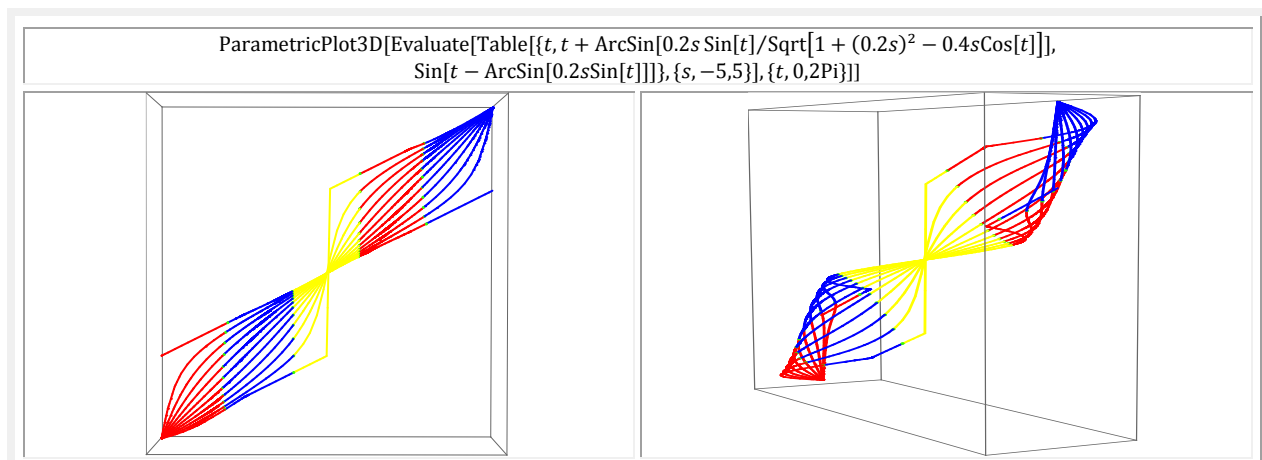 ParametricPlot3D[Evaluate[Table[{t, t + ArcSin[0.2s Sin[t]/Sqrt[1 + (0.2s)² − 0.4sCos[t]]],
Sin[t − ArcSin[0.2sSin[t]]]}, {s, −5,5}], {t, 0,2Pi}]]